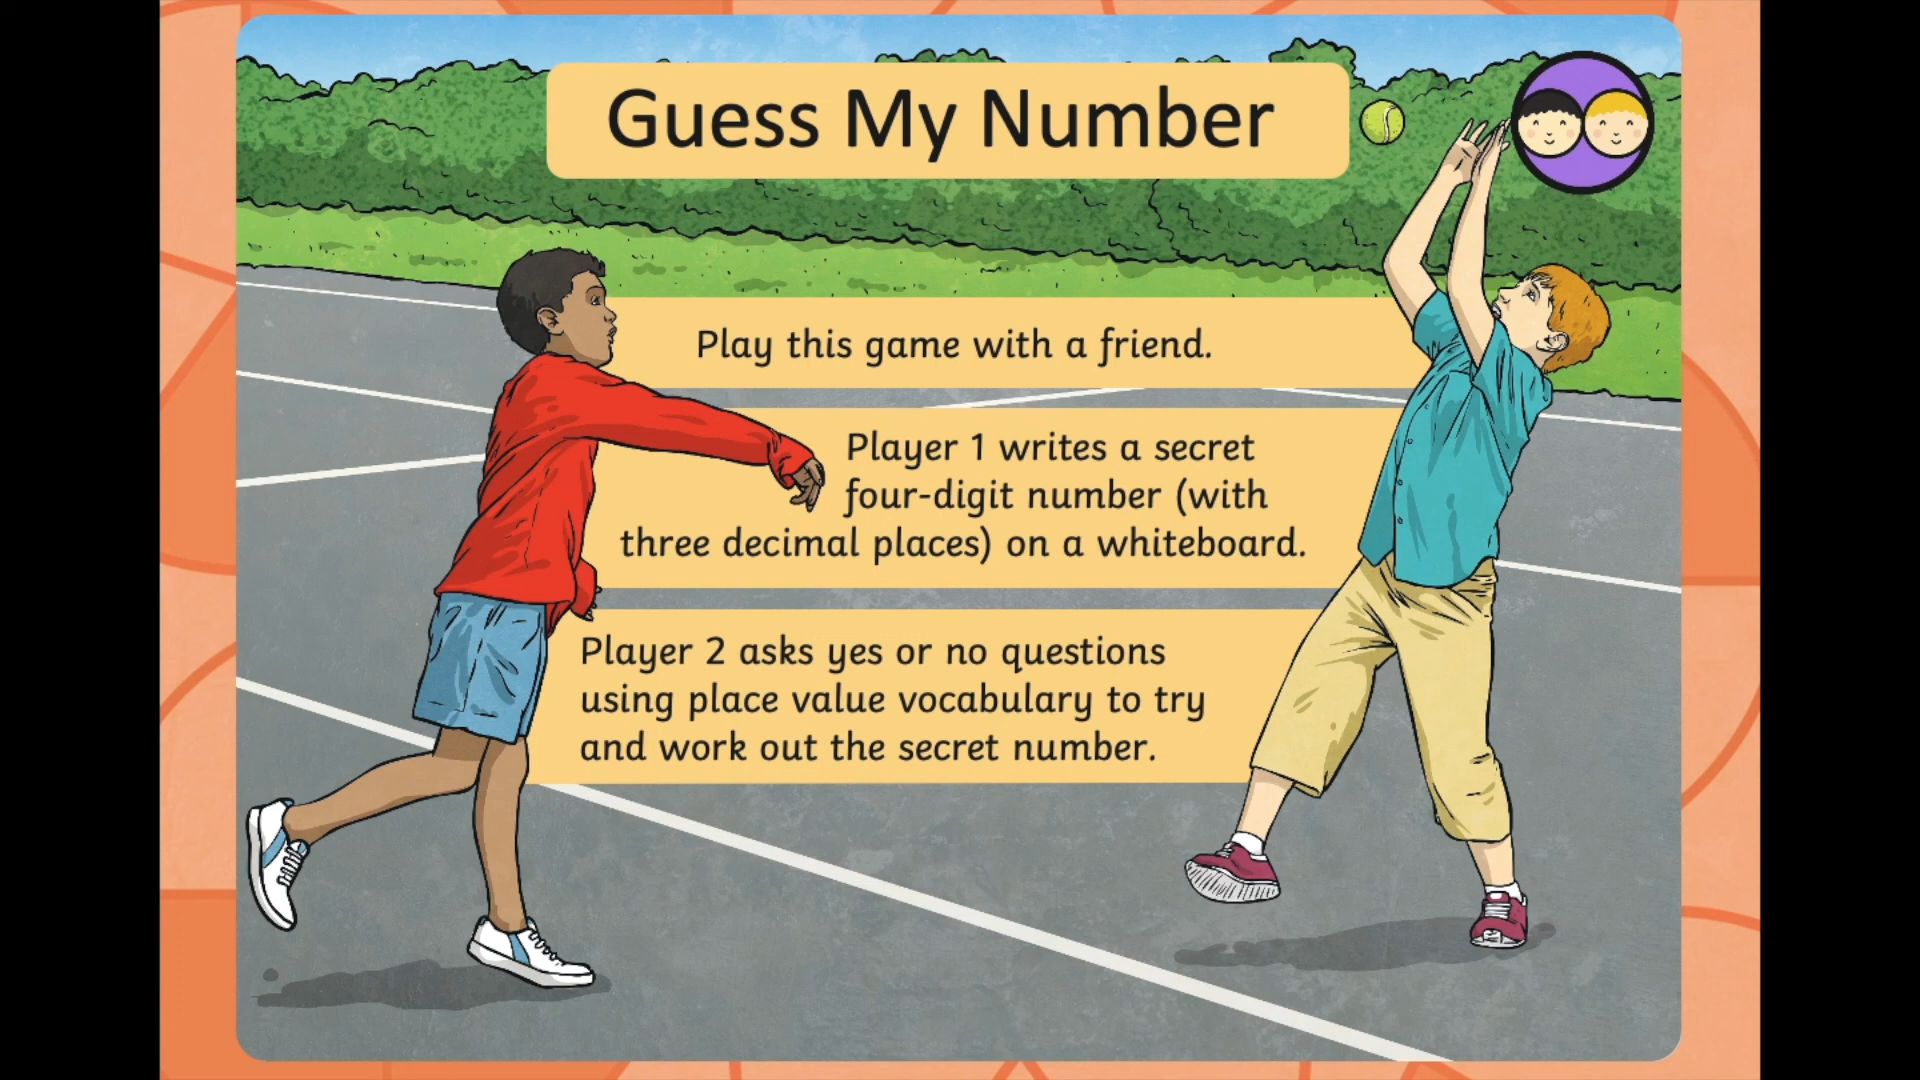 Guess My Number
Play this game with a friend.
Player 1 writes a secret
four-digit number (with
three decimal places) on a whiteboard.
Player 2 asks yes or no questions
using place value vocabulary to try
and work out the secret number.